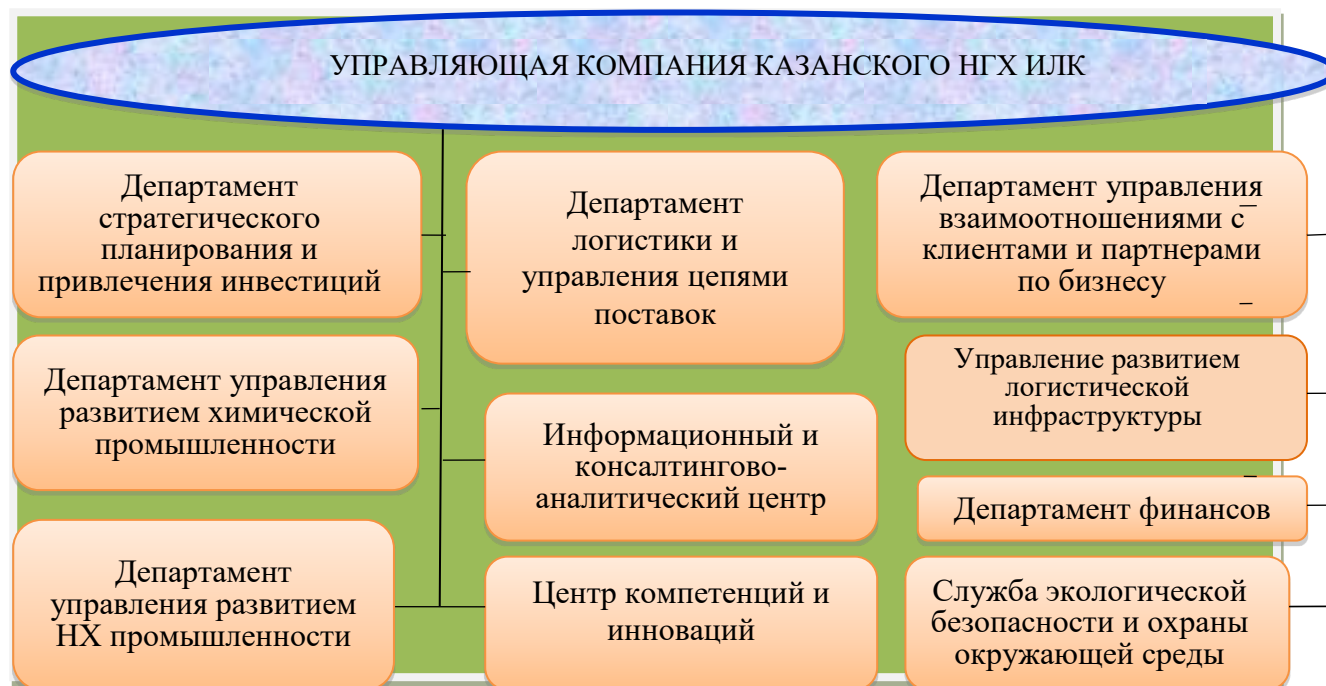 УПРАВЛЯЮЩАЯ КОМПАНИЯ КАЗАНСКОГО НГХ ИЛК
Департамент
стратегического
планирования и
привлечения инвестиций
Департамент
логистики и
управления цепями
поставок
Департамент управления
взаимоотношениями с
клиентами и партнерами
по бизнесу
Департамент управления
развитием химической
промышленности
Информационный и
консалтингово-
аналитический центр
Управление развитием
логистической
инфраструктуры
Департамент финансов
Департамент
управления развитием
НХ промышленности
Центр компетенций и
инноваций
Служба экологической
безопасности и охраны
окружающей среды